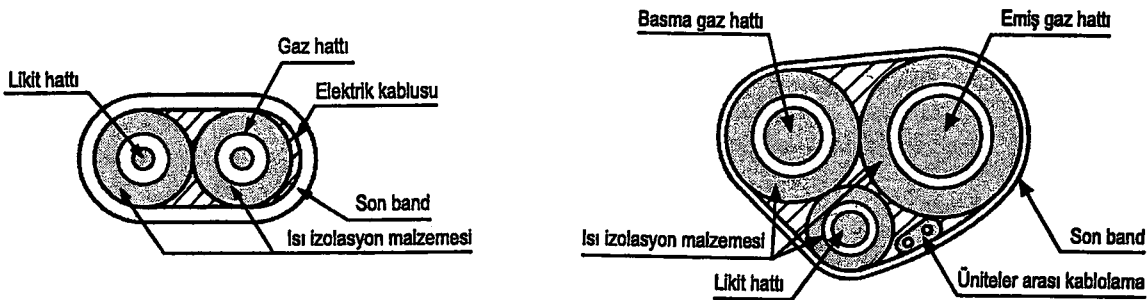 Likit hattı
Gaz hattı
Elektrik kablusu
Son band
Isı izolasyon malzemesi
Basma gaz hattı
Emiş gaz hattı
Isı izolasyon malzemesi
Likit hattı
Son band
Üniteler arası kablolama